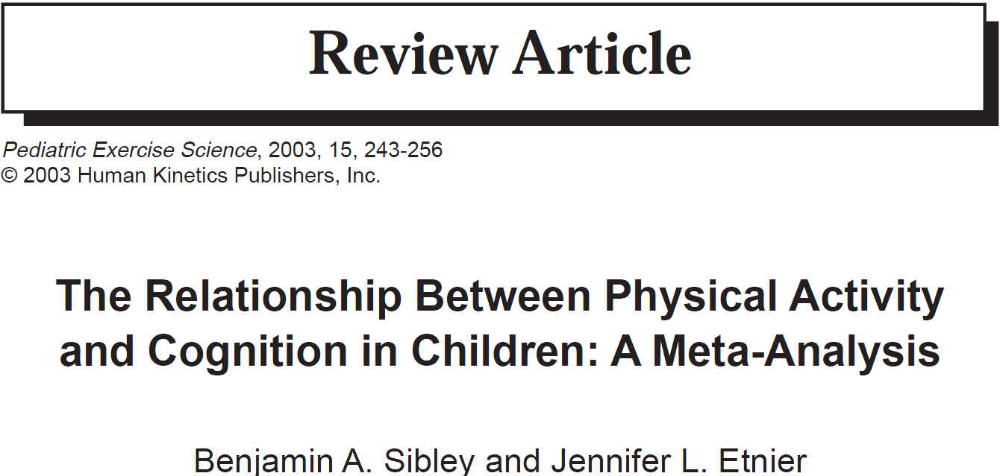 Review Article
Pediatric Exercise Science, 2003, 15, 243-256
© 2003 Human Kinetics Publishers, Inc.
The Relationship Between Physical Activity
and Cognition in Children: A Meta-Analysis
Benjamin A. Sibley and Jennifer L. Etnier